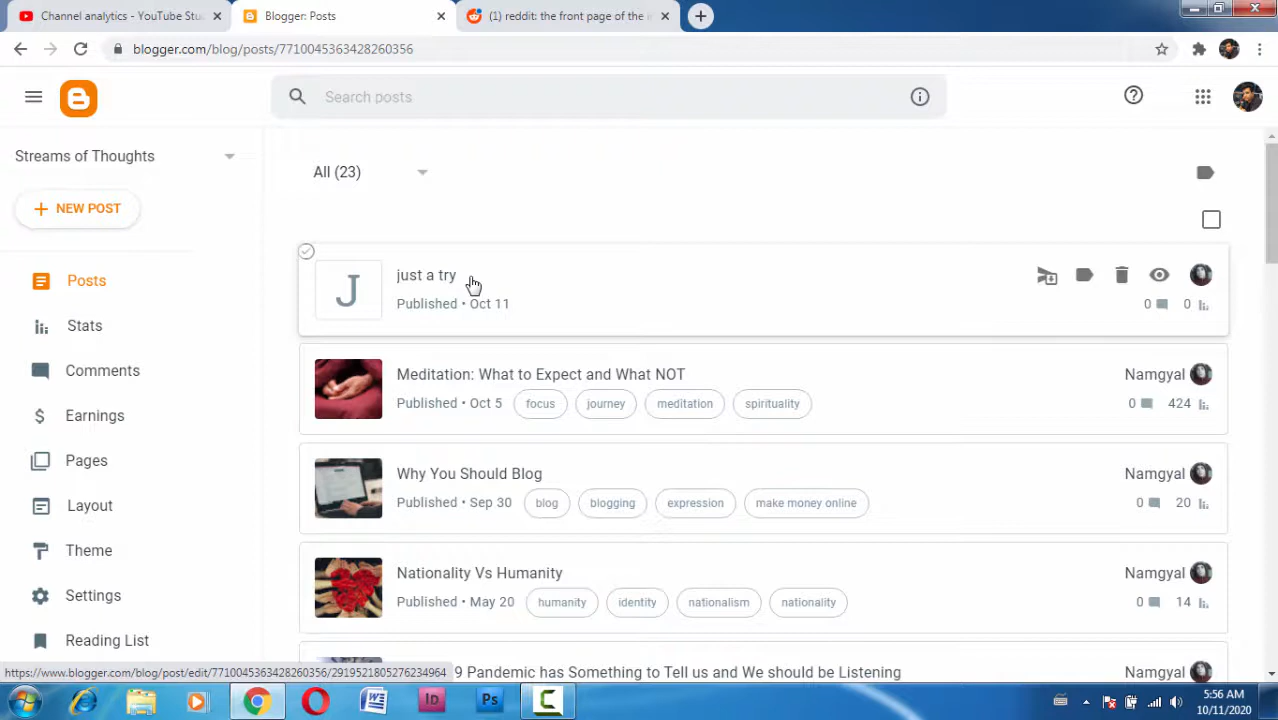 Channel analytics - YouTube Stu
Blogger: Posts
(1) reddit: the front page of the in
blogger.com/blog/posts/7710045363428260356
Search posts
Streams of Thoughts
NEW POST
Posts
Stats
Comments
Earnings
Pages
Layout
Theme
Settings
Reading List
All (23)
J
just a try
Published • Oct 11
0 0
Meditation: What to Expect and What NOT
Namgyal
Published • Oct 5 focus journey meditation spirituality
0 424
Why You Should Blog
Namgyal
Published • Sep 30 blog blogging expression make money online
0 20
Nationality Vs Humanity
Namgyal
Published • May 20 humanity identity nationalism nationality
0 14
9 Pandemic has Something to Tell us and We should be Listening
Namgyal
https://www.blogger.com/blog/post/edit/7710045363428260356/2919521805276234964
Id
Ps
5:56 AM
10/11/2020